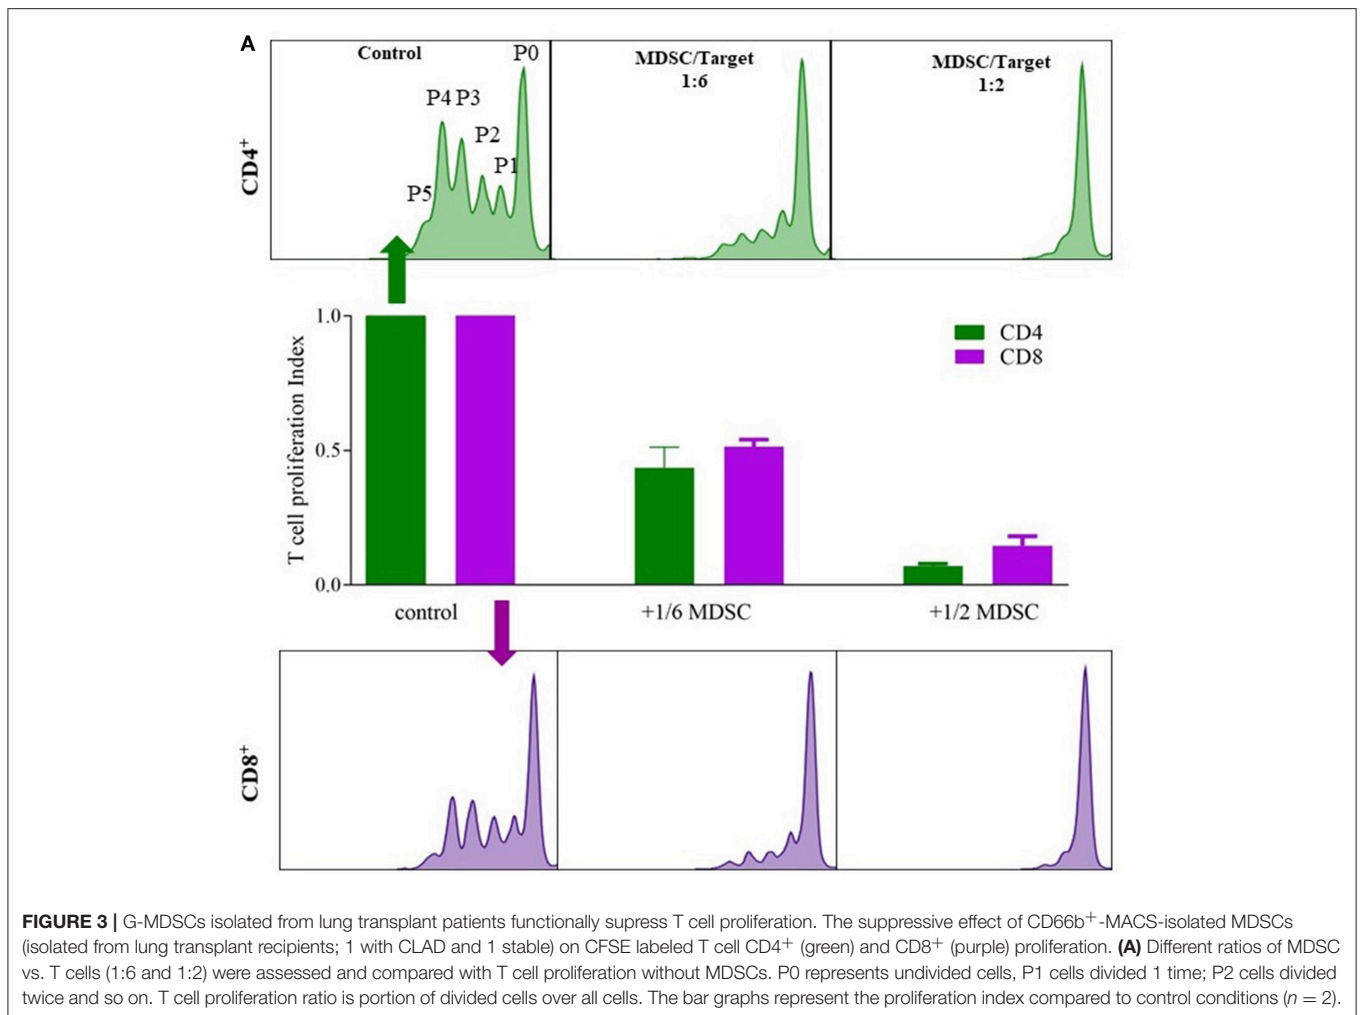 A
Control
P0
MDSC/Target
1:6
MDSC/Target
1:2
P4 P3
P2
P1
P5
CD4+
1.0
0.5
0.0
T cell proliferation Index
CD4
CD8
control
+1/6 MDSC
+1/2 MDSC
CD8+
FIGURE 3 | G-MDSCs isolated from lung transplant patients functionally supress T cell proliferation. The suppressive effect of CD66b+-MACS-isolated MDSCs
(isolated from lung transplant recipients; 1 with CLAD and 1 stable) on CFSE labeled T cell CD4+ (green) and CD8+ (purple) proliferation. (A) Different ratios of MDSC
vs. T cells (1:6 and 1:2) were assessed and compared with T cell proliferation without MDSCs. P0 represents undivided cells, P1 cells divided 1 time; P2 cells divided
twice and so on. T cell proliferation ratio is portion of divided cells over all cells. The bar graphs represent the proliferation index compared to control conditions (n = 2).